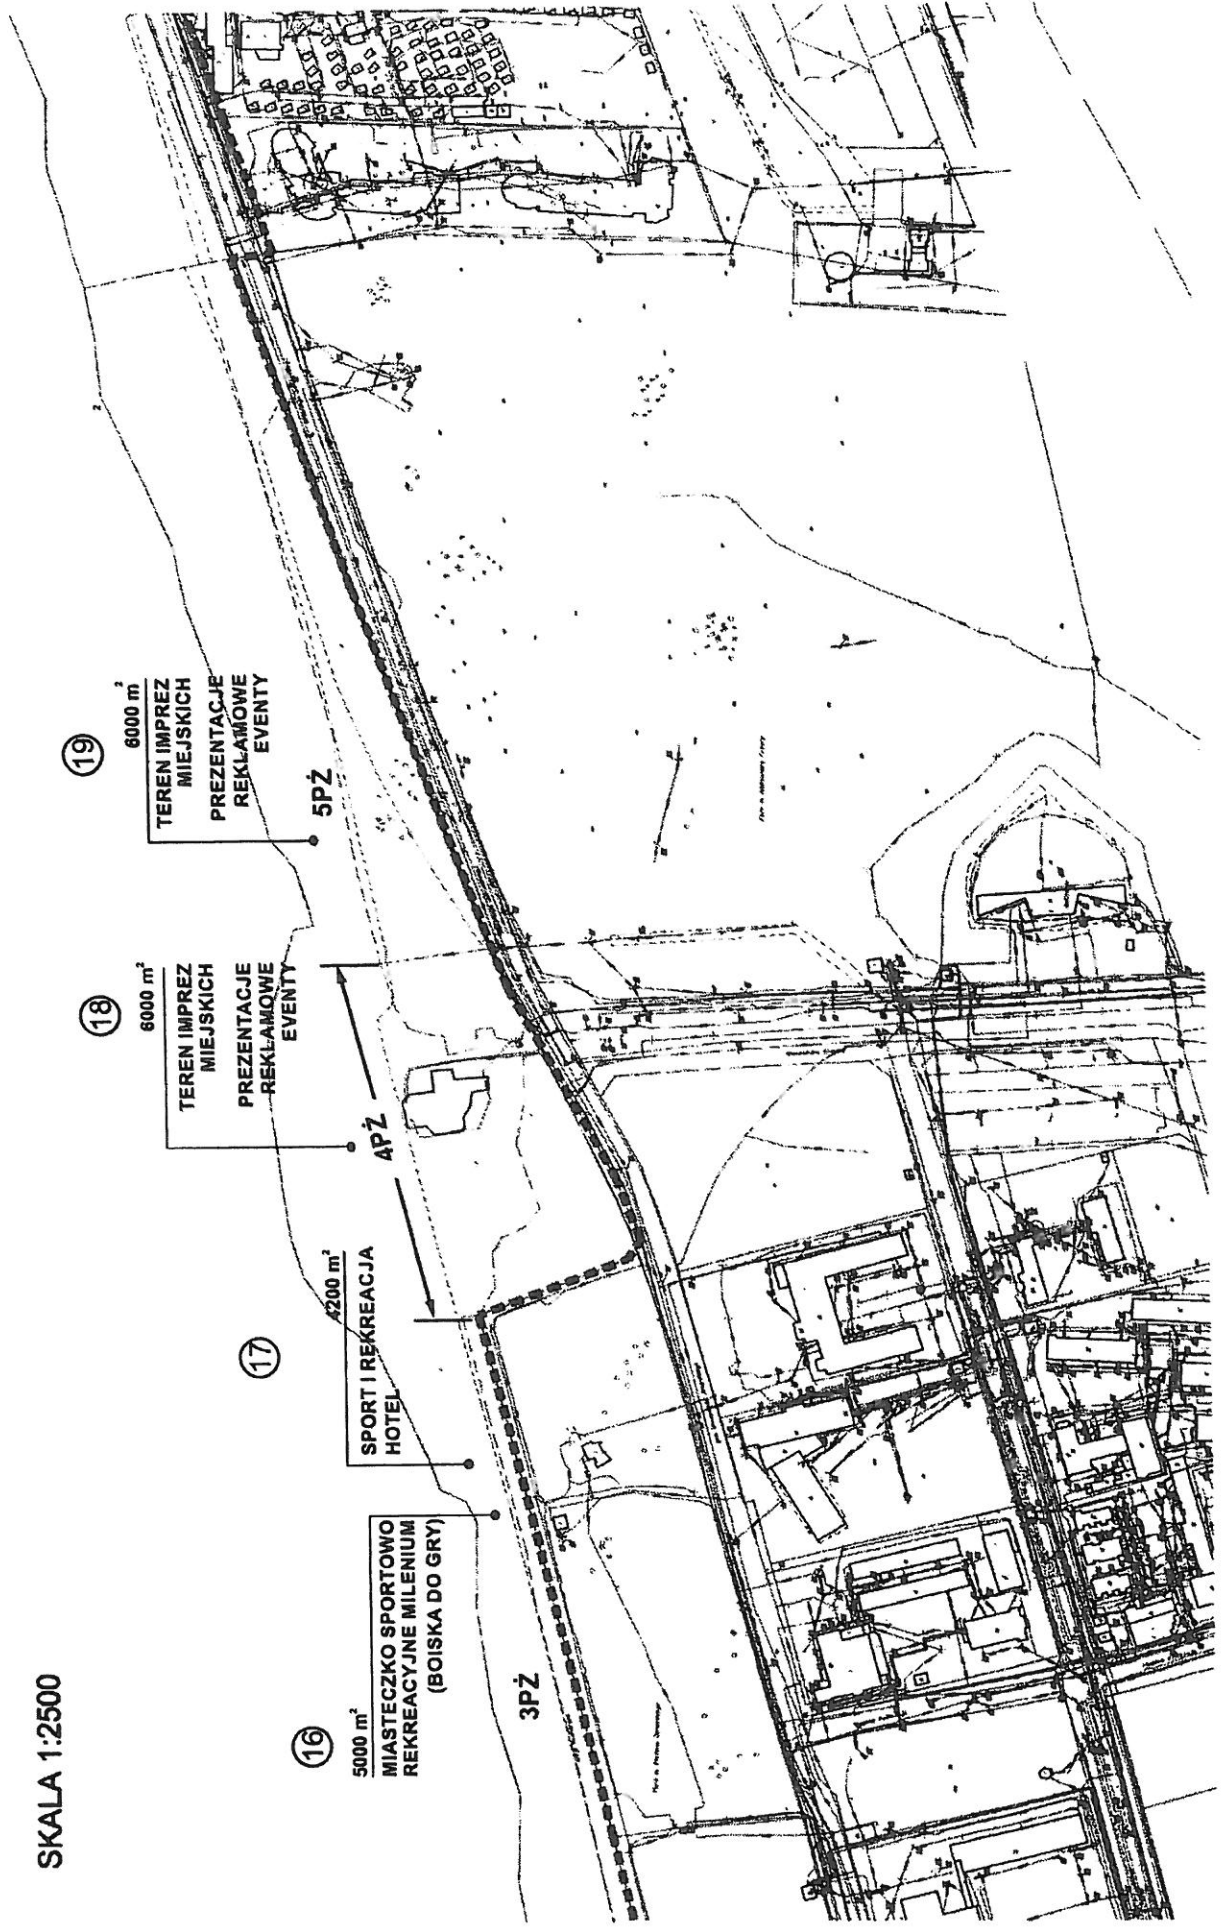 SKALA 1:2500
16
5000 m²
MIASTECZKO SPORTOWO
REKREACYJNE MILENIUM
(BOISKA DO GRY)
3PŻ
17
4200 m²
SPORT I REKREACJA
HOTEL
18
6000 m²
TEREN IMPREZ
MIEJSKICH
PREZENTACJE
REKLAMOWE
EVENTY
4PŻ
19
6000 m²
TEREN IMPREZ
MIEJSKICH
PREZENTACJE
REKLAMOWE
EVENTY
5PŻ
2